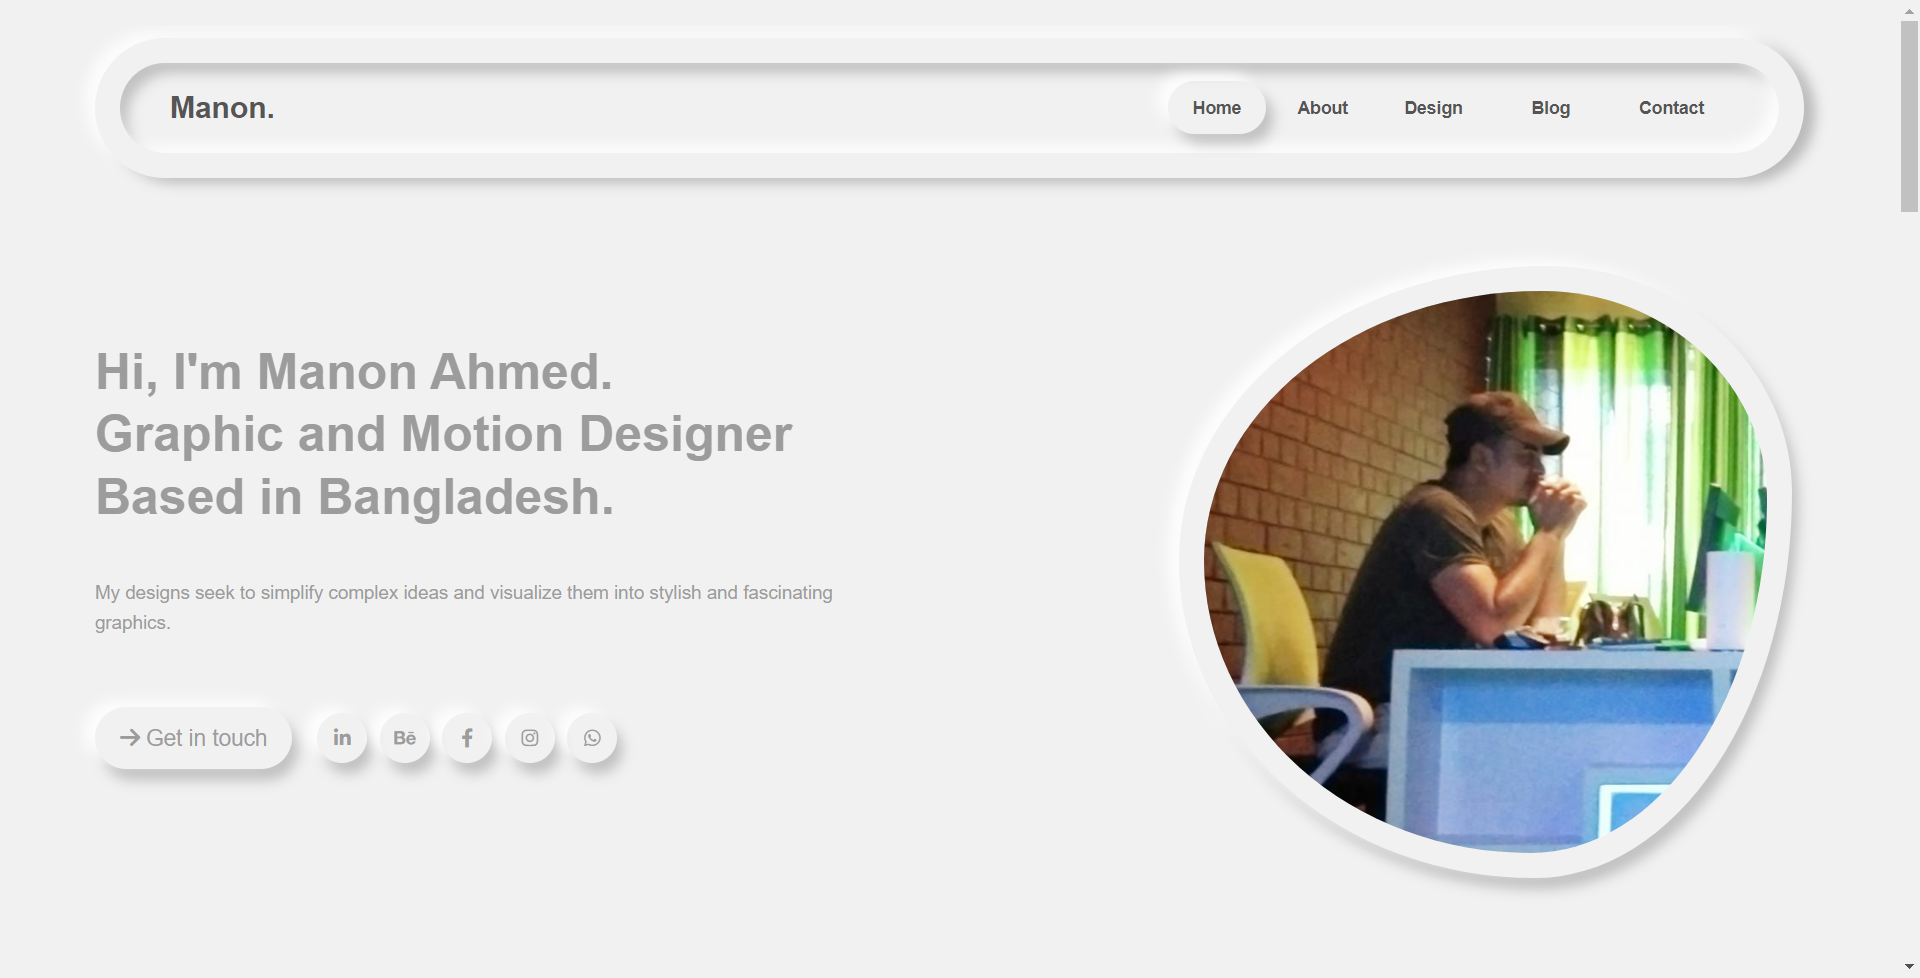 Manon.
Home
About
Design
Blog
Contact
Hi, I'm Manon Ahmed.
Graphic and Motion Designer
Based in Bangladesh.
My designs seek to simplify complex ideas and visualize them into stylish and fascinating
graphics.
Get in touch
in
Bē
f